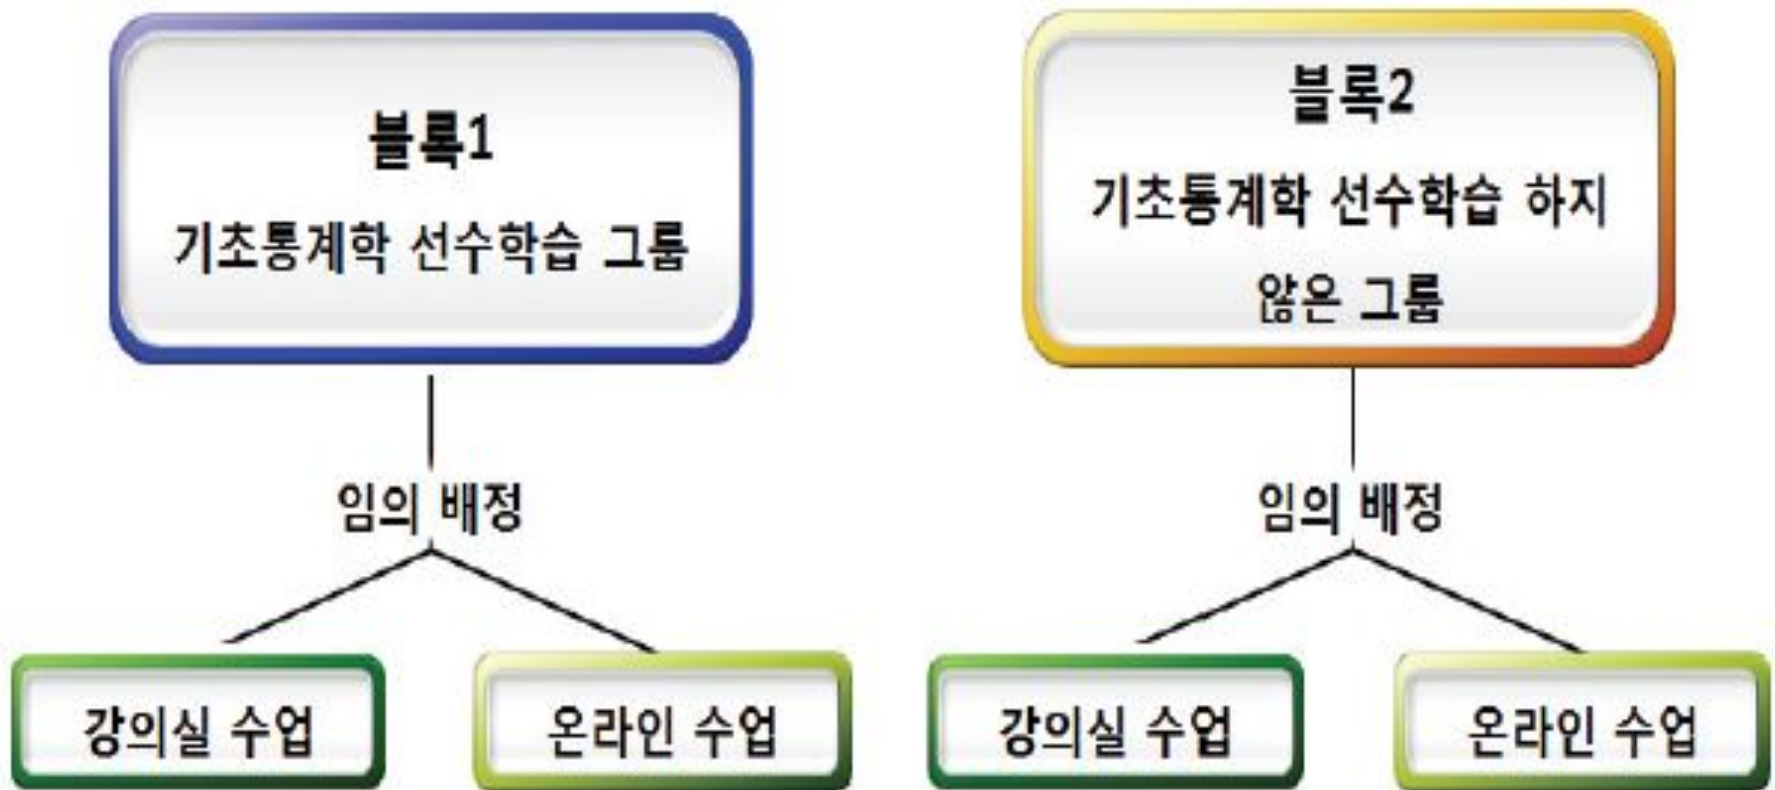 블록1
기초통계학 선수학습 그룹
블록2
기초통계학 선수학습 하지
않은 그룹
임의 배정
임의 배정
강의실 수업
온라인 수업
강의실 수업
온라인 수업